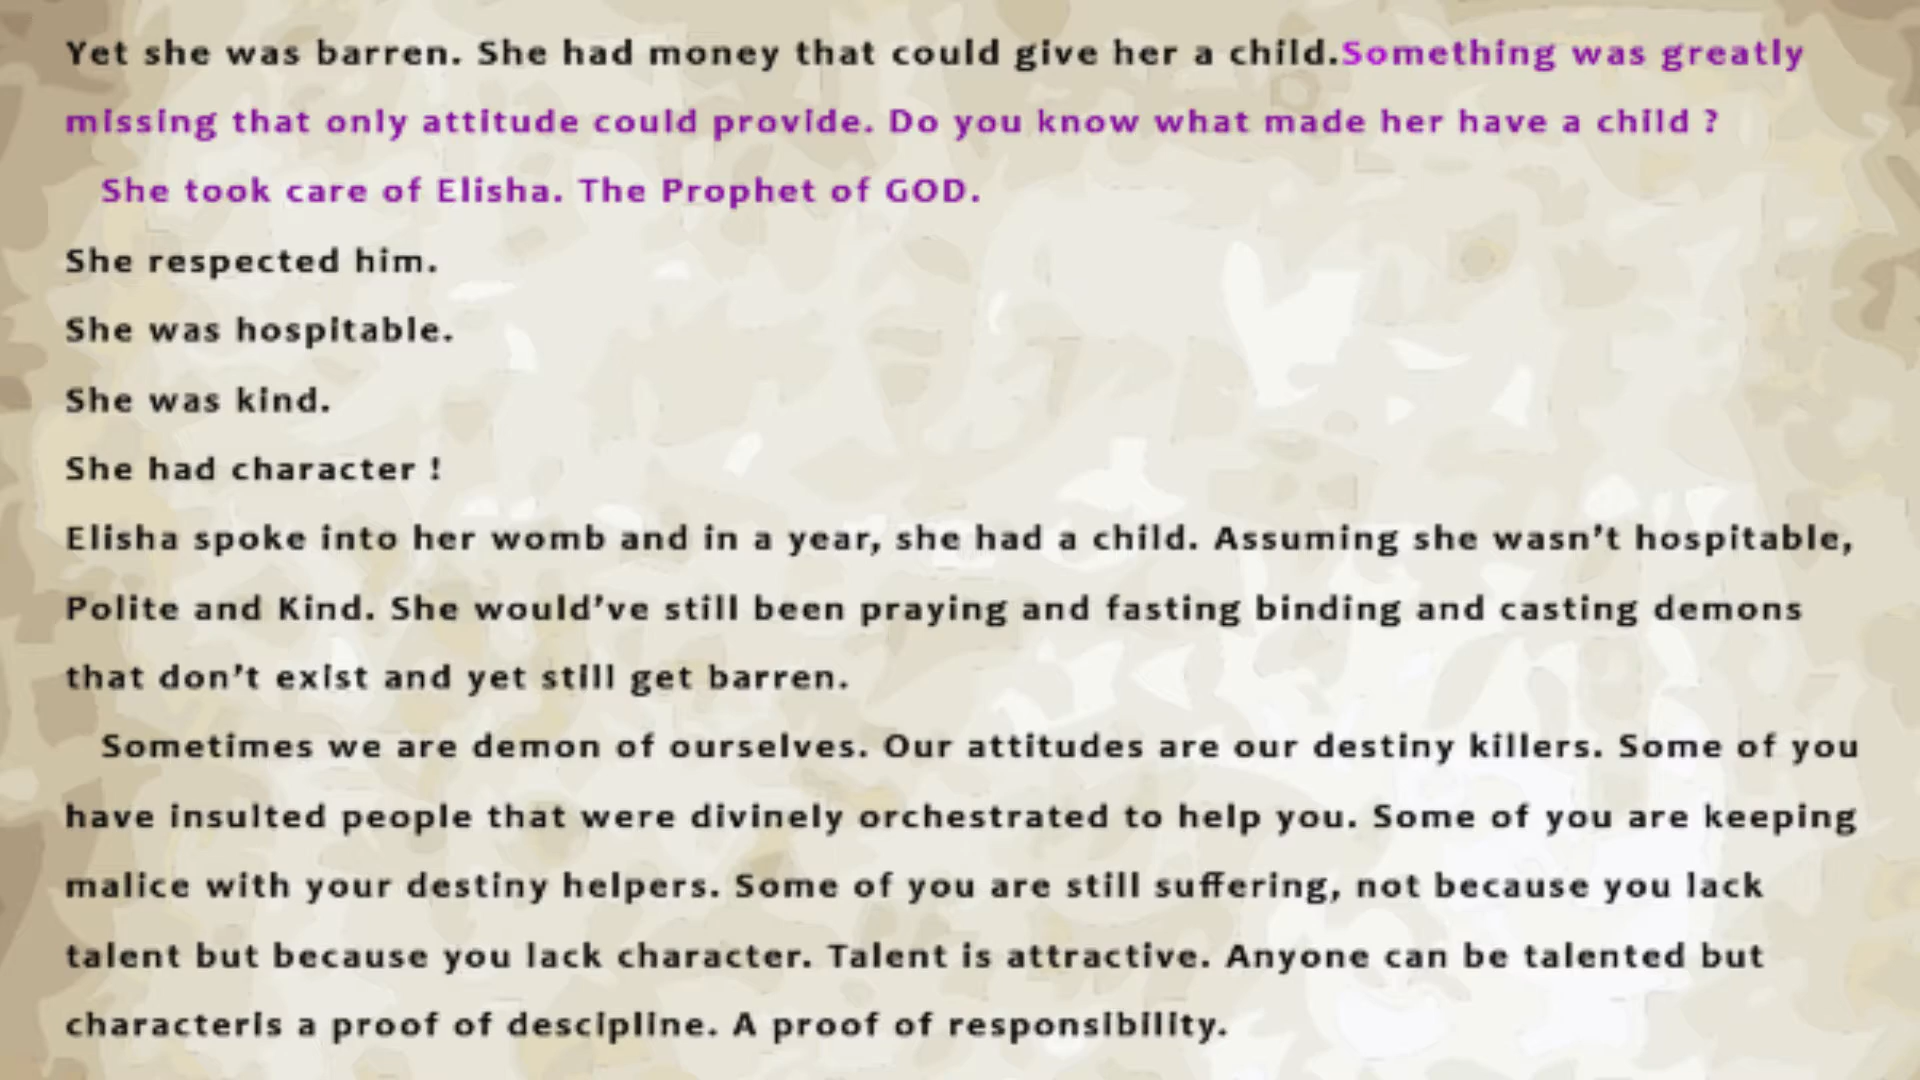 Yet she was barren. She had money that could give her a child.Something was greatly
missing that only attitude could provide. Do you know what made her have a child ?
She took care of Elisha. The Prophet of GOD.
She respected him.
She was hospitable.
She was kind.
She had character !
Elisha spoke into her womb and in a year, she had a child. Assuming she wasn't hospitable,
Polite and Kind. She would've still been praying and fasting binding and casting demons
that don't exist and yet still get barren.
Sometimes we are demon of ourselves. Our attitudes are our destiny killers. Some of you
have insulted people that were divinely orchestrated to help you. Some of you are keeping
malice with your destiny helpers. Some of you are still suffering, not because you lack
talent but because you lack character. Talent is attractive. Anyone can be talented but
characteris a proof of descipline. A proof of responsibility.